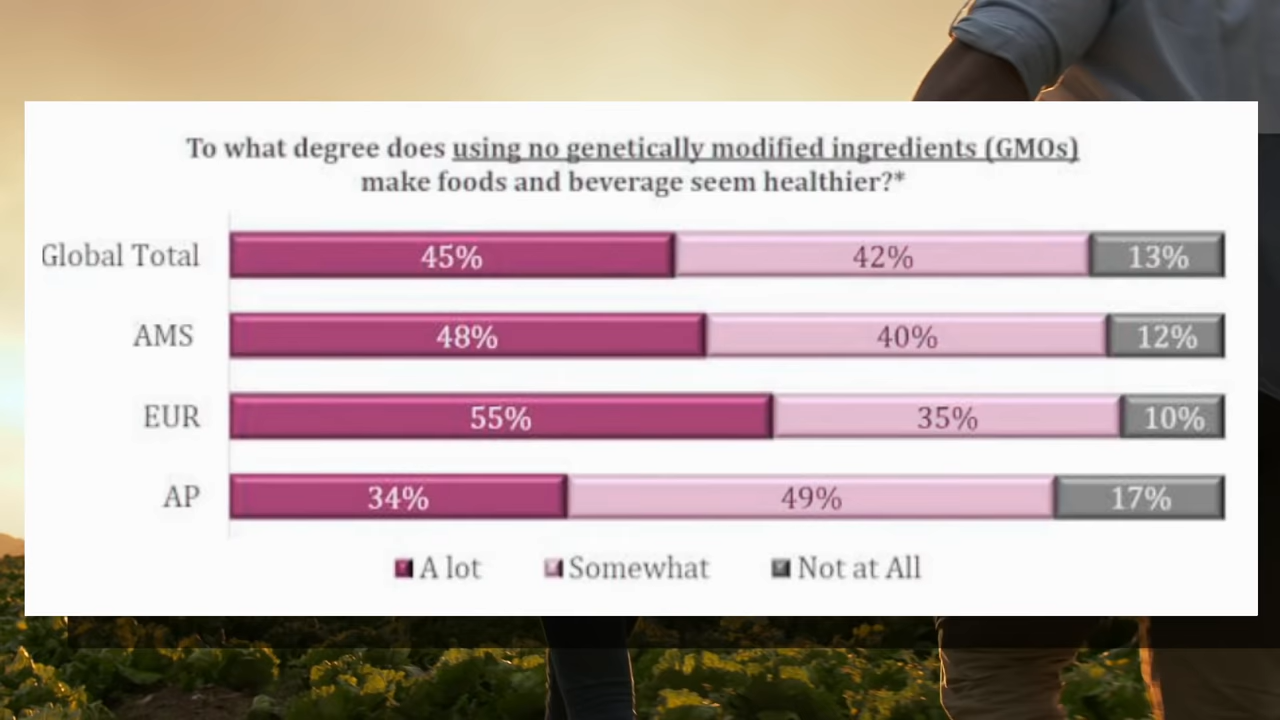 To what degree does using no genetically modified ingredients (GMOs)
make foods and beverage seem healthier?*
Global Total 45% 42% 13%
AMS 48% 40% 12%
EUR 55% 35% 10%
AP 34% 49% 17%
A lot Somewhat Not at All